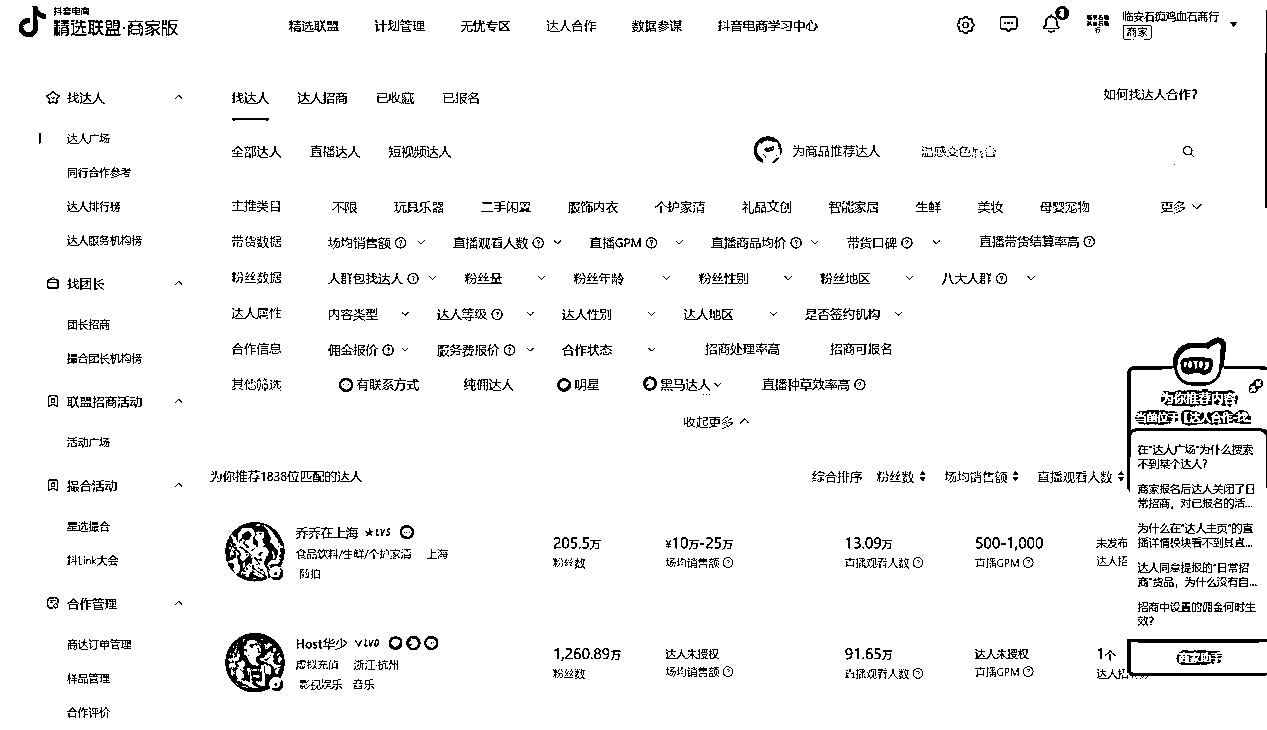 抖音电商
精选联盟·商家版
精选联盟 计划管理 无忧专区 达人合作 数据参谋 抖音电商学习中心
临安石斑鸡血石商行
商家
找达人
达人广场
同行合作参考
达人排行榜
达人服务机构榜
找团长
团长招商
撮合团长机构榜
联盟招商活动
活动广场
撮合活动
星选撮合
抖Link大会
合作管理
商达订单管理
样品管理
合作评价
找达人 达人招商 已收藏 已报名
如何找达人合作?
全部达人 直播达人 短视频达人
为商品推荐达人
主推类目 不限 玩具乐器 二手闲置 服饰内衣 个护家清 礼品文创 智能家居 生鲜 美妆 母婴宠物 更多
带货数据 场均销售额 直播观看人数 直播GPM 直播商品均价 带货口碑 直播带货结算率高
粉丝数据 人群包找达人 粉丝量 粉丝年龄 粉丝性别 粉丝地区 八大人群
达人属性 内容类型 达人等级 达人性别 达人地区 是否签约机构
合作信息 佣金报价 服务费报价 合作状态 招商处理率高 招商可报名
其他筛选 有联系方式 纯佣达人 明星 黑马达人 直播种草效率高
收起更多
为你推荐1838位匹配的达人
综合排序 粉丝数 场均销售额 直播观看人数
乔乔在上海 LV5
食品饮料/生鲜/个护家清 上海
随拍
205.5万 ¥10万-25万 13.09万 500-1,000 未发布
粉丝数 场均销售额 直播观看人数 直播GPM 达人招
Host华少 LV0
虚拟充值 浙江·杭州
影视娱乐 音乐
1,260.89万 达人未授权 91.65万 达人未授权 1个
粉丝数 场均销售额 直播观看人数 直播GPM 达人招
为你推荐内容
当前位于【达人合作-找
在"达人广场"为什么搜索
不到某个达人?
商家报名后达人关闭了日
常招商，对已报名的活...
为什么在"达人主页"的直
播详情模块看不到其直...
达人同意提报的"日常招
商"货品，为什么没有自...
招商中设置的佣金何时生
效?
商家助手